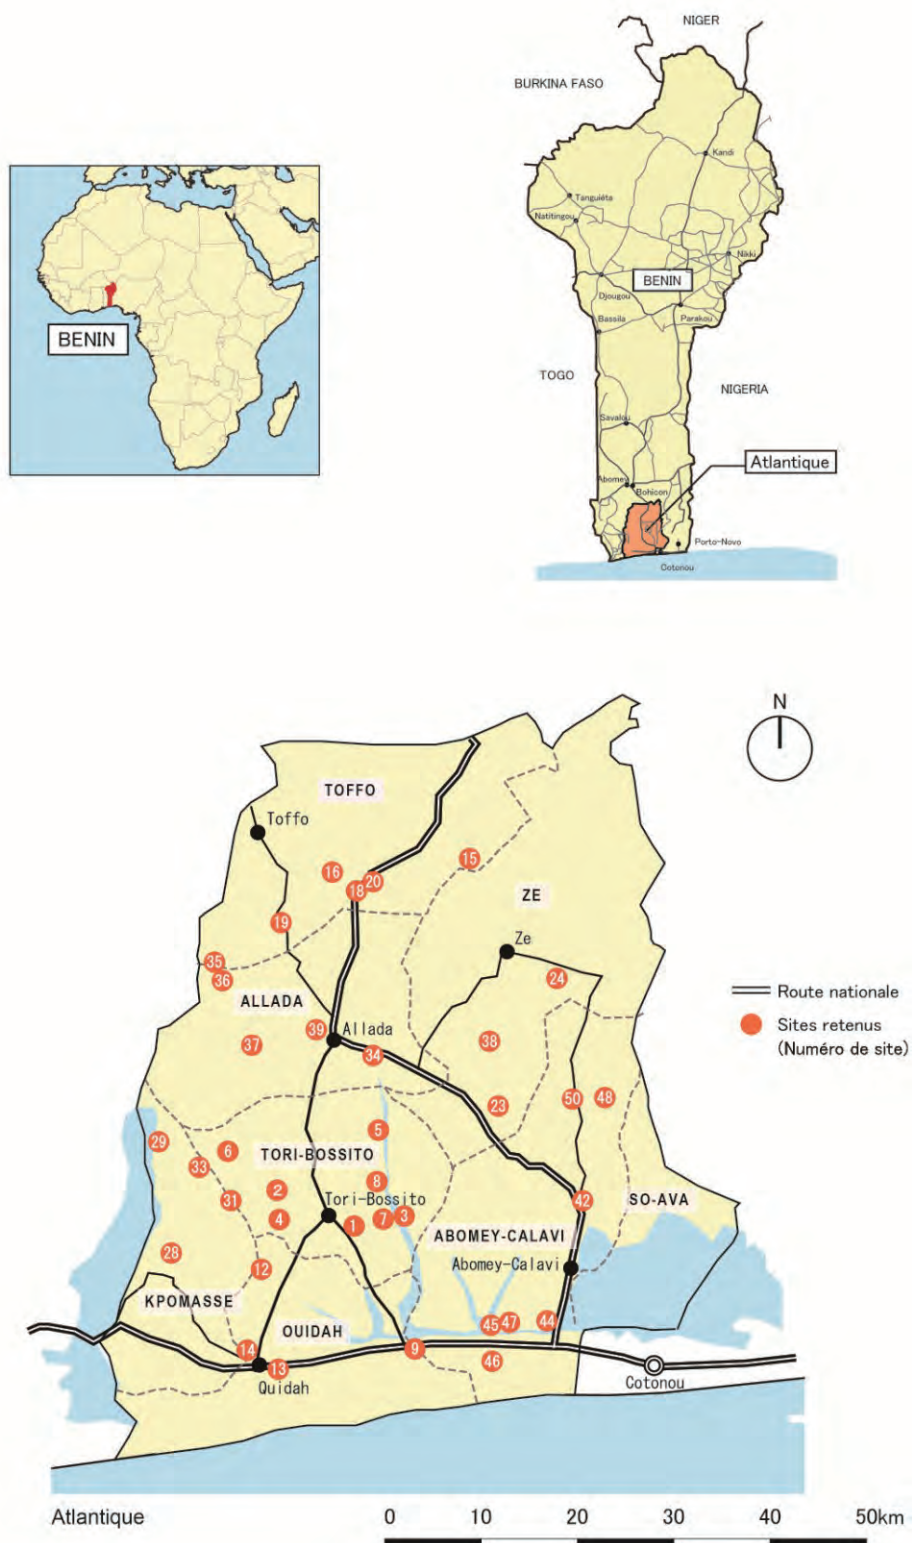 NIGER
BURKINA FASO
Kandi
Tanguiéta
Natitingou
Nikki
BENIN
Djougou
Bassila
Parakou
BENIN
TOGO
NIGERIA
Savalou
Atlantique
Abomey
Bohicon
Porto-Novo
Cotonou
N
TOFFO
Toffo
15
16
20
18
ZE
19
Ze
35
24
36
ALLADA
Route nationale
39
Allada
Sites retenus
(Numéro de site)
37
34
38
23
50
48
5
29
6
TORI-BOSSITO
33
8
2
31
Tori-Bossito
42
SO-AVA
4
1
7
3
ABOMEY-CALAVI
28
12
Abomey-Calavi
KPOMASSE
OUIDAH
45
47
44
14
9
13
46
Quidah
Cotonou
Atlantique
0
10
20
30
40
50km